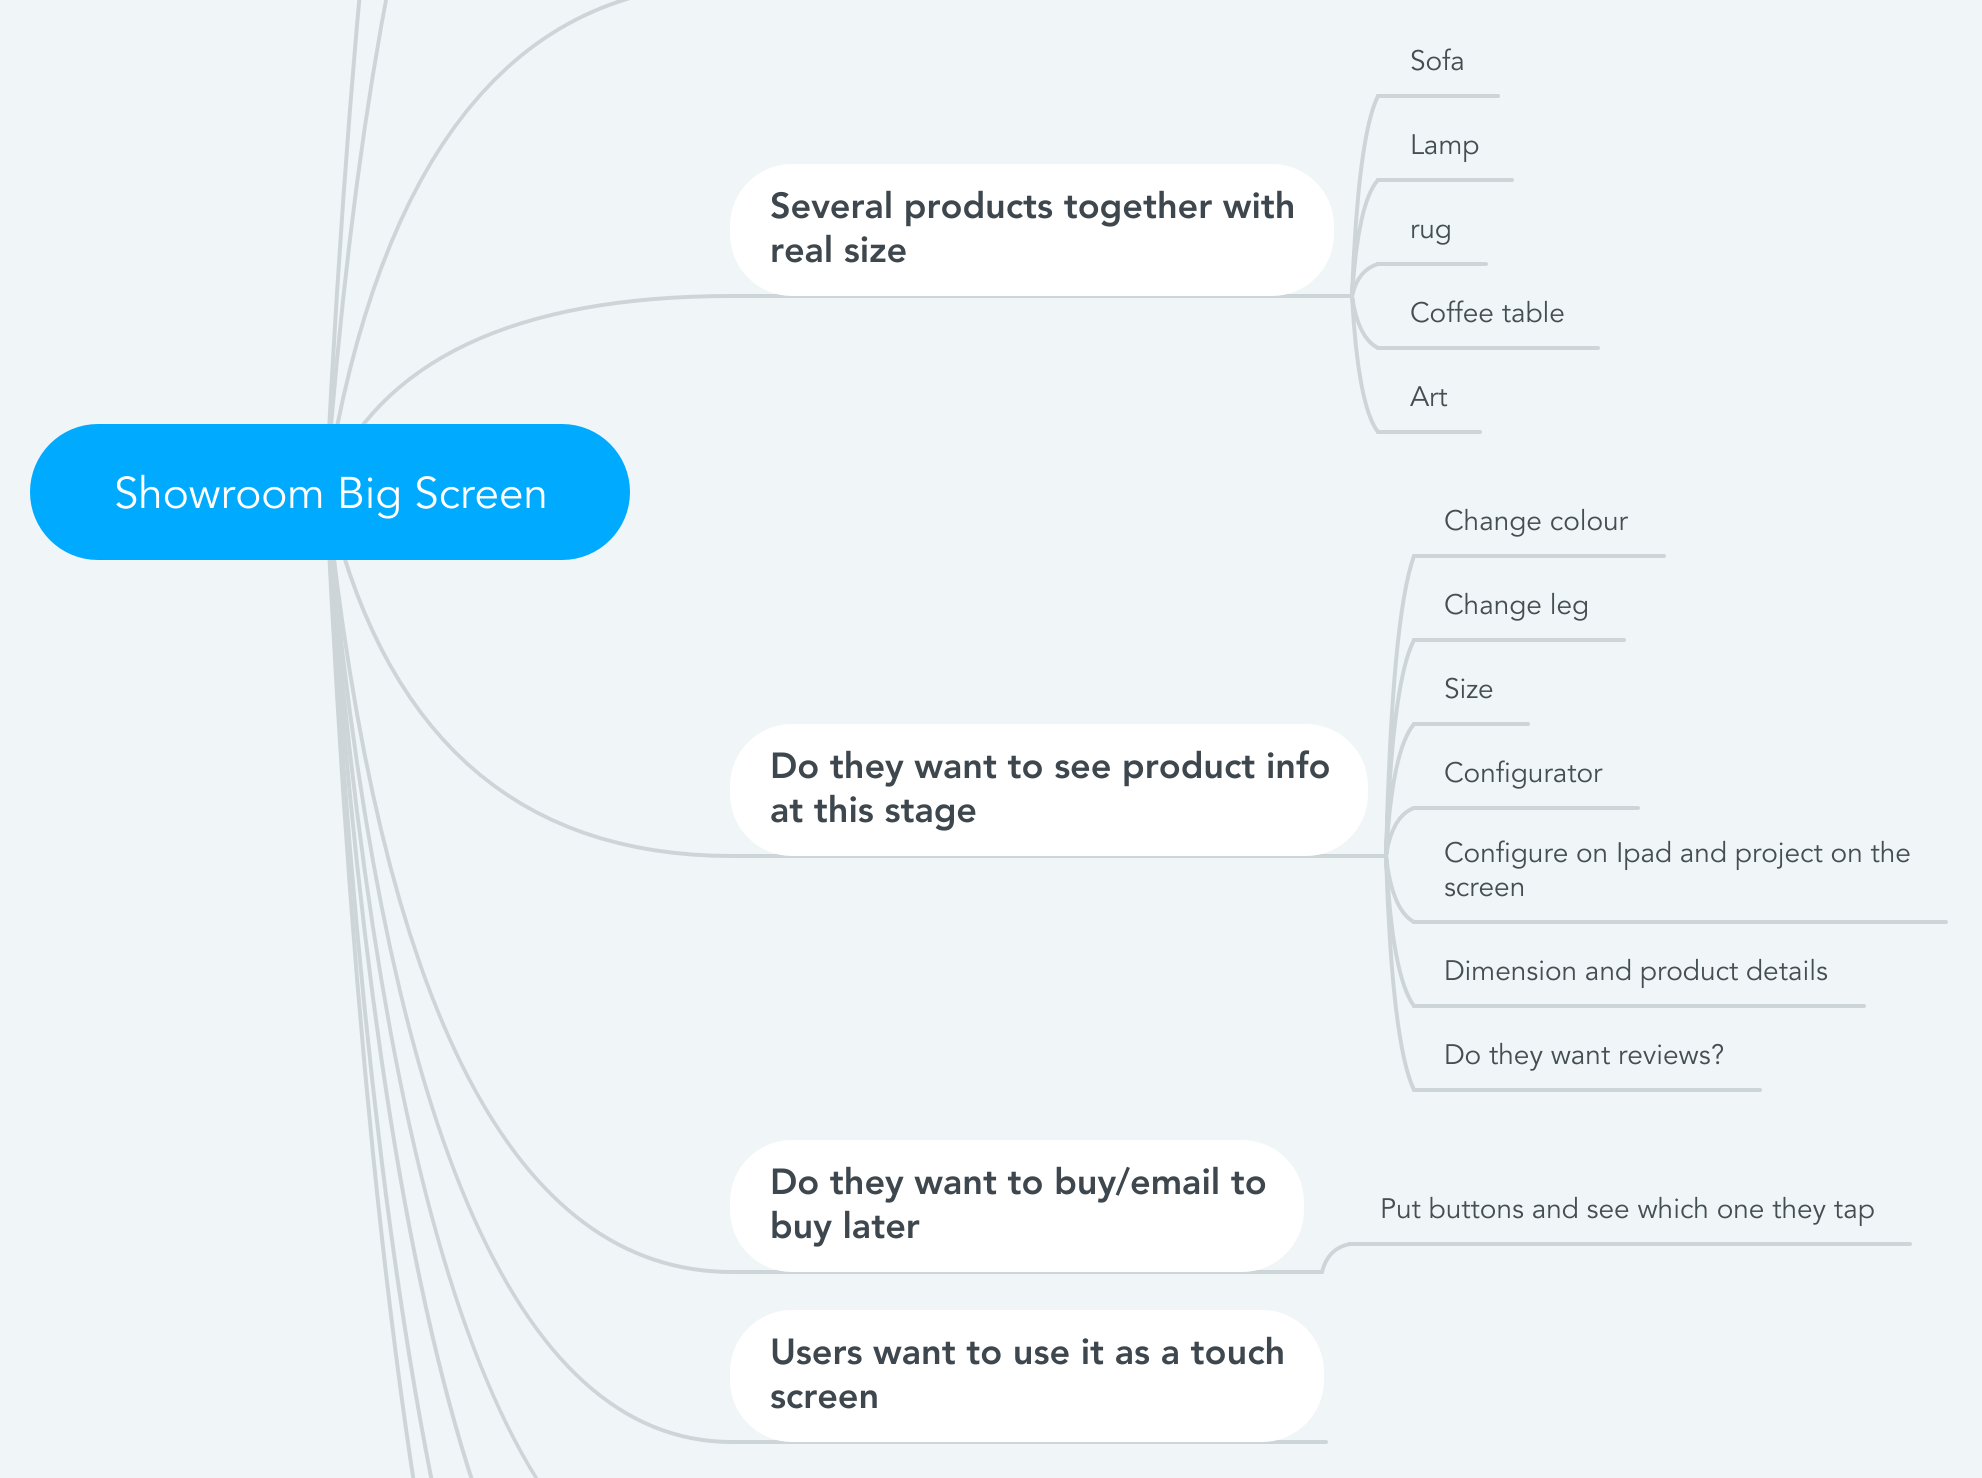 Sofa
Lamp
Several products together with
real size
rug
Coffee table
Art
Showroom Big Screen
Change colour
Change leg
Size
Do they want to see product info
at this stage
Configurator
Configure on Ipad and project on the
screen
Dimension and product details
Do they want reviews?
Do they want to buy/email to
buy later
Put buttons and see which one they tap
Users want to use it as a touch
screen